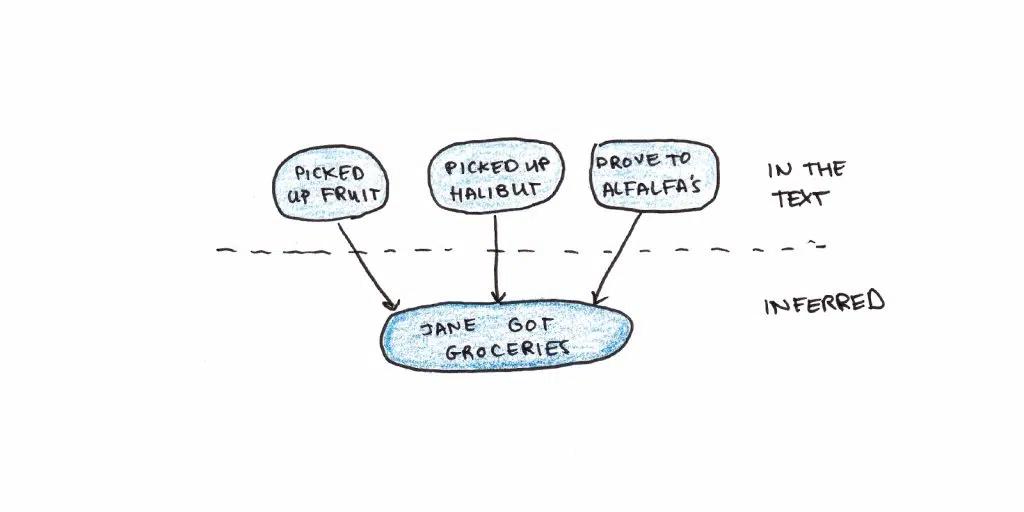 PICKED
UP FRUIT
PICKED UP
HALIBUT
DROVE TO
ALFALFA'S
IN THE
TEXT
INFERRED
JANE GOT
GROCERIES